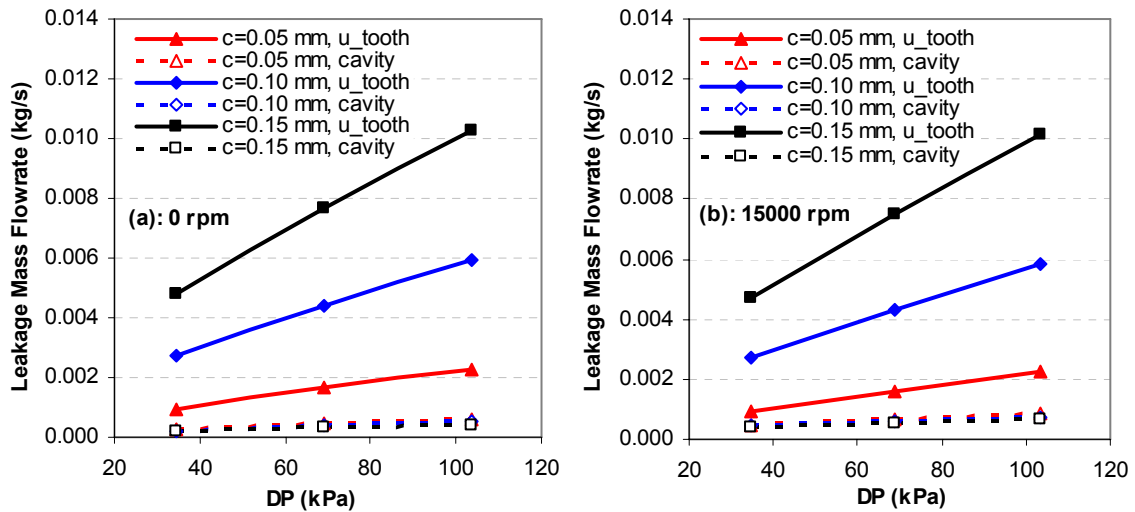 Leakage Mass Flowrate (kg/s)
0.014
0.012
0.010
0.008
0.006
0.004
0.002
0.000
c=0.05 mm, u_tooth
c=0.05 mm, cavity
c=0.10 mm, u_tooth
c=0.10 mm, cavity
c=0.15 mm, u_tooth
c=0.15 mm, cavity
(a): 0 rpm
20 40 60 80 100 120
DP (kPa)
Leakage Mass Flowrate (kg/s)
0.014
0.012
0.010
0.008
0.006
0.004
0.002
0.000
c=0.05 mm, u_tooth
c=0.05 mm, cavity
c=0.10 mm, u_tooth
c=0.10 mm, cavity
c=0.15 mm, u_tooth
c=0.15 mm, cavity
(b): 15000 rpm
20 40 60 80 100 120
DP (kPa)